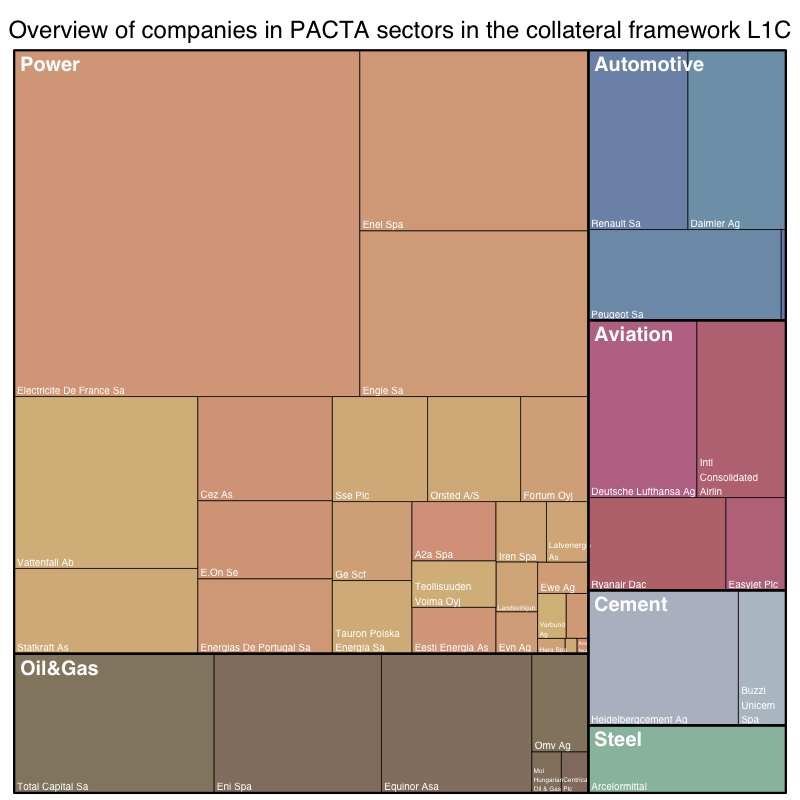 Overview of companies in PACTA sectors in the collateral framework L1C
Power
Electricite De France Sa
Enel Spa
Engie Sa
Vattenfall Ab
Statkraft As
Cez As
E.On Se
Energias De Portugal Sa
Sse Plc
Orsted A/S
Fortum Oyj
Ge Scf
Tauron Polska
Energia Sa
A2a Spa
Teollisuuden
Voima Oyj
Eesti Energia As
Iren Spa
Latvenergo
As
Landsvirkjun
Evn Ag
Ewe Ag
Verbund
Ag
Hera Spa
Oil&Gas
Total Capital Sa
Eni Spa
Equinor Asa
Omv Ag
Mol
Hungarian
Oil & Gas
Centrica
Plc
Automotive
Renault Sa
Daimler Ag
Peugeot Sa
Aviation
Deutsche Lufthansa Ag
Intl
Consolidated
Airlin
Ryanair Dac
Easyjet Plc
Cement
Heidelbergcement Ag
Buzzi
Unicem
Spa
Steel
Arcelormittal